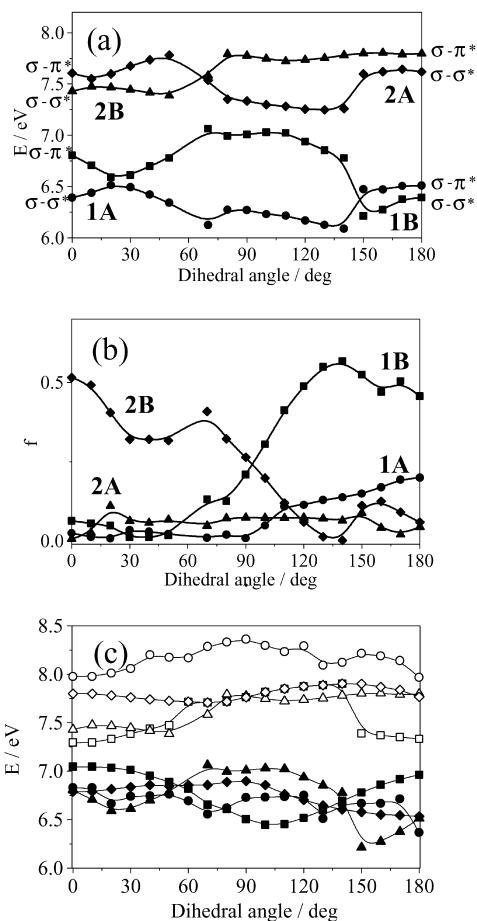 (a)
8.0
7.5
7.0
6.5
6.0
E / eV
σ-π*
σ-σ*
σ-π*
σ-σ*
2B
1A
2A
1B
σ-π*
σ-σ*
σ-π*
σ-σ*
0 30 60 90 120 150 180
Dihedral angle / deg
(b)
0.5
0.0
f
2B
2A
1B
1A
0 30 60 90 120 150 180
Dihedral angle / deg
(c)
8.5
8.0
7.5
7.0
6.5
6.0
E / eV
0 30 60 90 120 150 180
Dihedral angle / deg